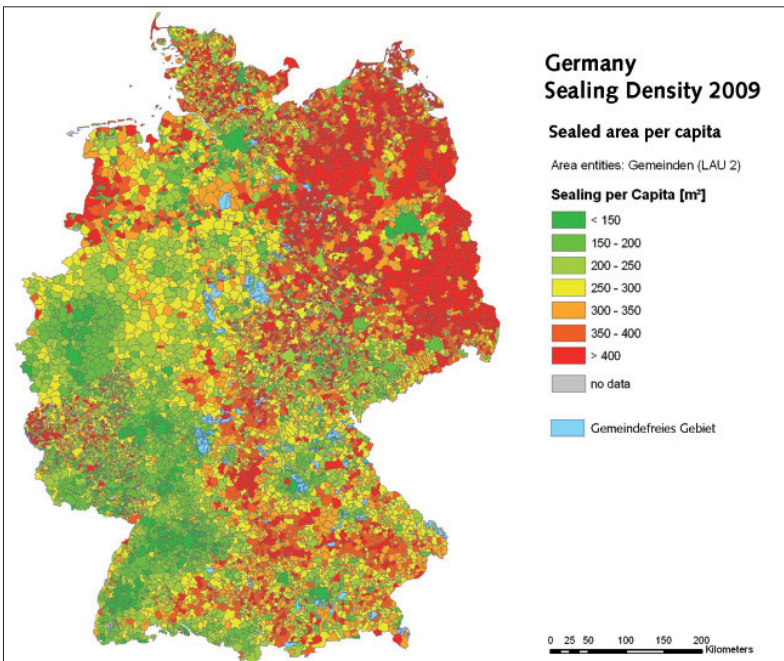 Germany
Sealing Density 2009
Sealed area per capita
Area entities: Gemeinden (LAU 2)
Sealing per Capita [m²]
< 150
150 - 200
200 - 250
250 - 300
300 - 350
350 - 400
> 400
no data
Gemeindefreies Gebiet
0 25 50 100 150 200
Kilometers